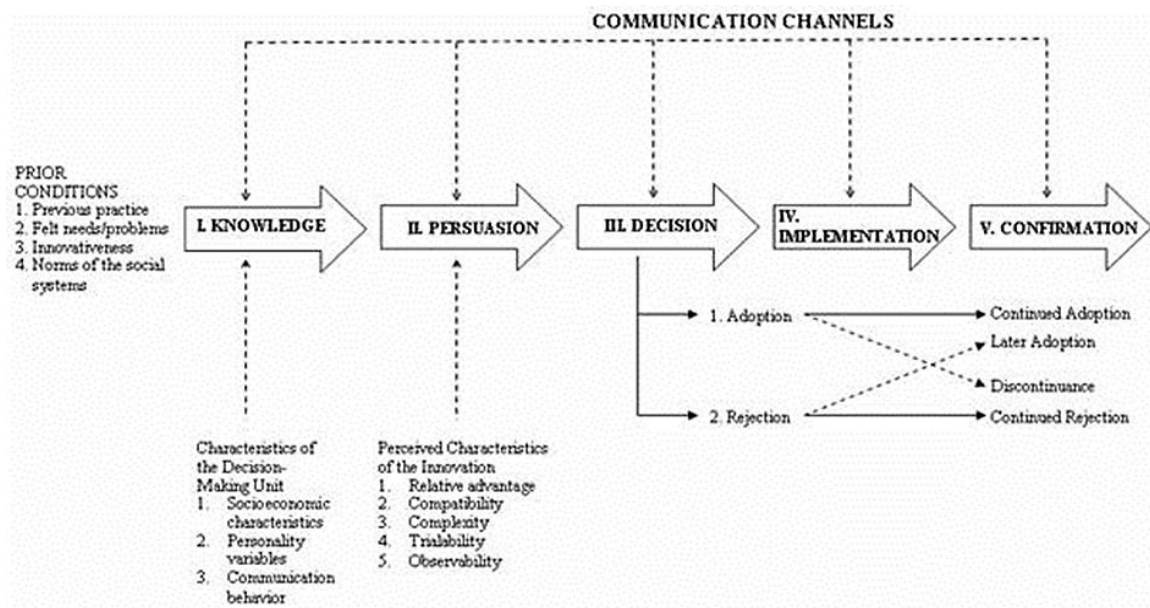 COMMUNICATION CHANNELS
PRIOR
CONDITIONS
1. Previous practice
2. Felt needs/problems
3. Innovativeness
4. Norms of the social
systems
I. KNOWLEDGE
II. PERSUASION
III. DECISION
IV.
IMPLEMENTATION
V. CONFIRMATION
1. Adoption
Continued Adoption
Later Adoption
Discontinuance
2. Rejection
Continued Rejection
Characteristics of
the Decision-
Making Unit
1. Socioeconomic
characteristics
2. Personality
variables
3. Communication
behavior
Perceived Characteristics
of the Innovation
1. Relative advantage
2. Compatibility
3. Complexity
4. Trialability
5. Observability